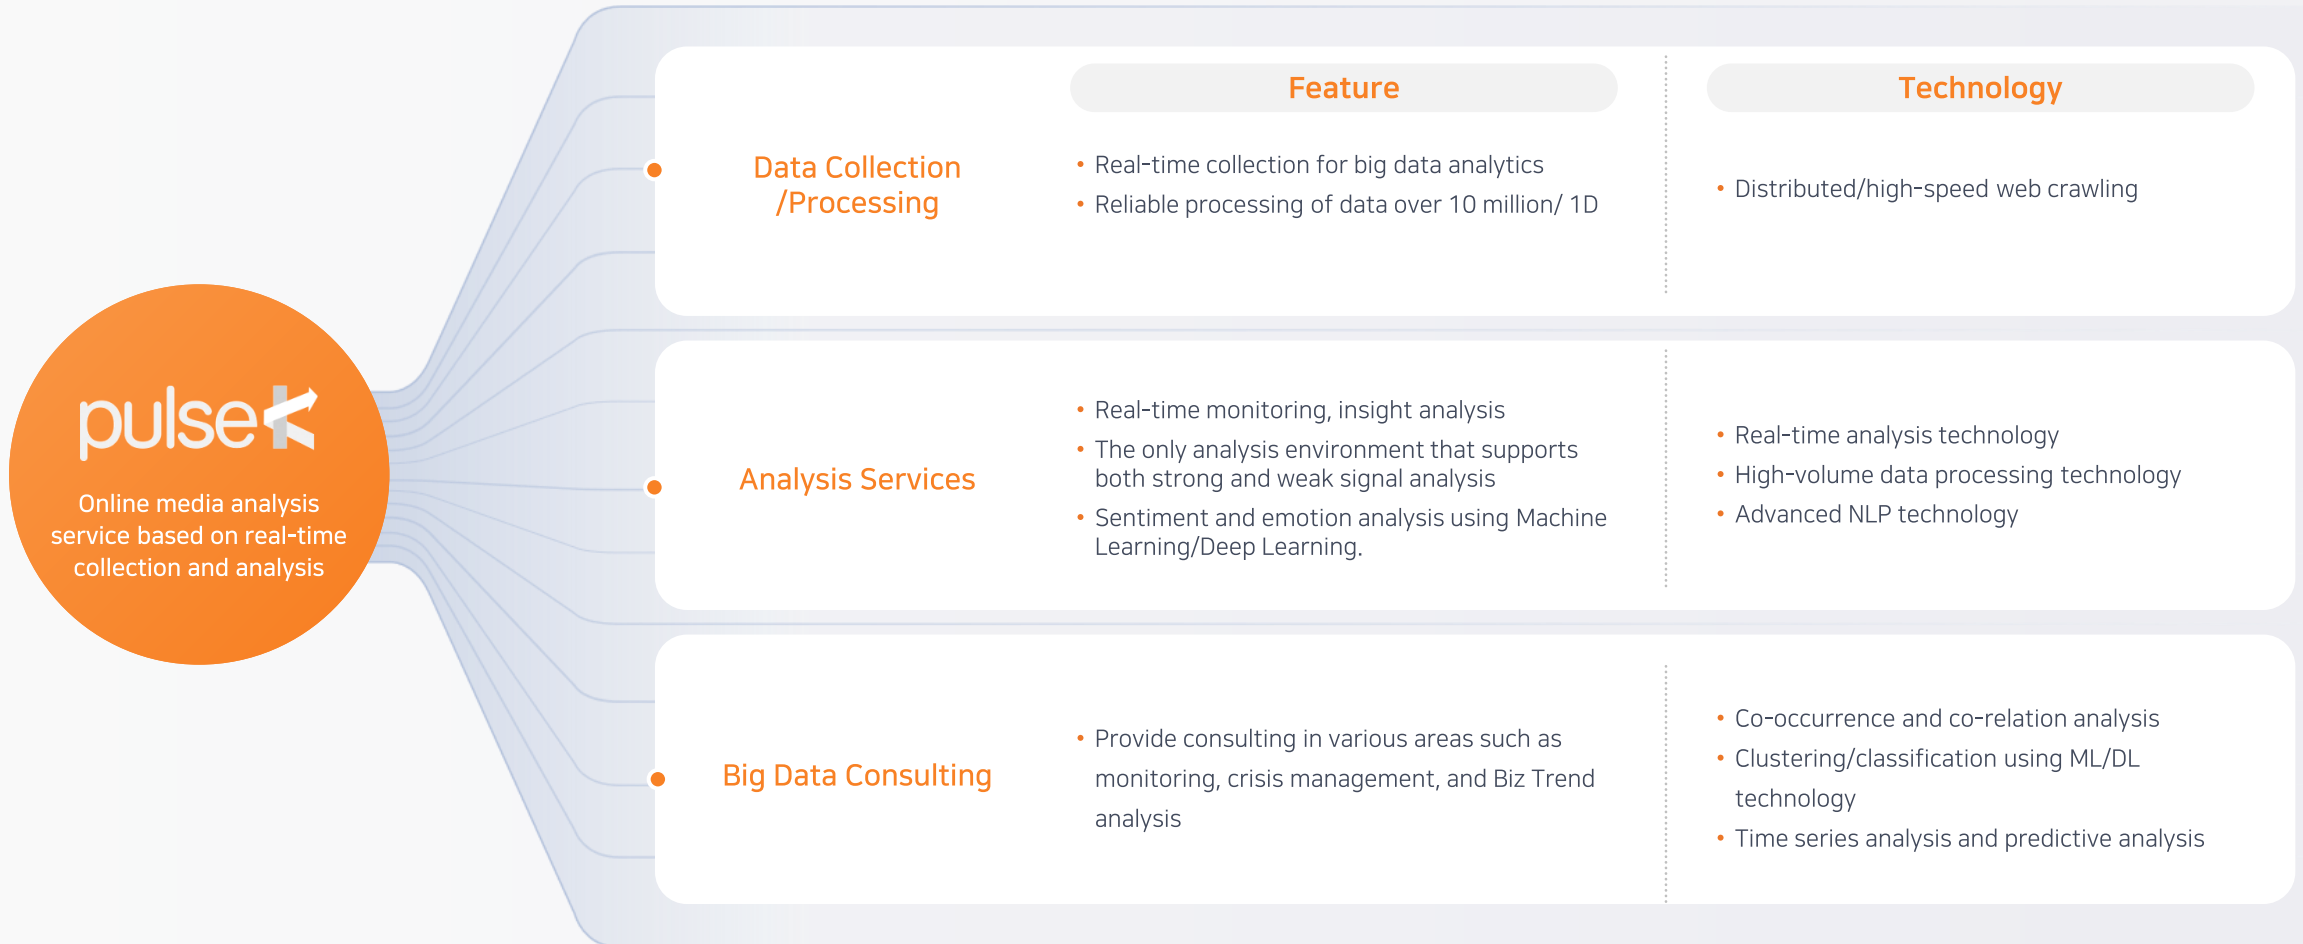 pulse K
Online media analysis
service based on real-time
collection and analysis
Feature
Technology
Data Collection
/Processing
• Real-time collection for big data analytics
• Reliable processing of data over 10 million/ 1D
• Distributed/high-speed web crawling
Analysis Services
• Real-time monitoring, insight analysis
• The only analysis environment that supports
both strong and weak signal analysis
• Sentiment and emotion analysis using Machine
Learning/Deep Learning.
• Real-time analysis technology
• High-volume data processing technology
• Advanced NLP technology
Big Data Consulting
• Provide consulting in various areas such as
monitoring, crisis management, and Biz Trend
analysis
• Co-occurrence and co-relation analysis
• Clustering/classification using ML/DL
technology
• Time series analysis and predictive analysis